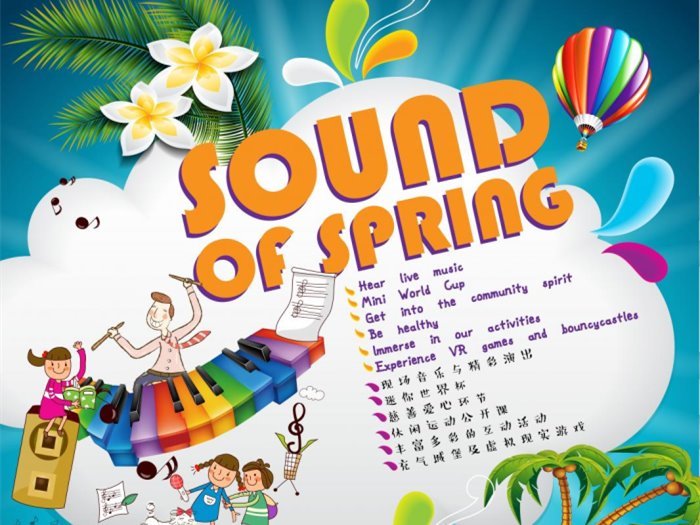 SOUND
OF SPRING
Hear live music
Mini World Cup
Get into the community spirit
Be healthy
Immerse in our activities
Experience VR games and bouncycastles
现场音乐与精彩演出
迷你世界杯
慈善爱心环节
休闲运动公开课
丰富多彩的互动活动
充气城堡及虚拟现实游戏